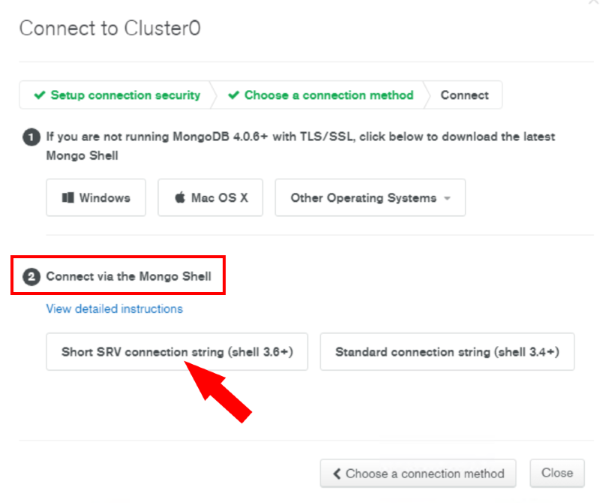 Connect to Cluster0
✔ Setup connection security ✔ Choose a connection method Connect
1 If you are not running MongoDB 4.0.6+ with TLS/SSL, click below to download the latest
Mongo Shell
Windows Mac OS X Other Operating Systems
2 Connect via the Mongo Shell
View detailed instructions
Short SRV connection string (shell 3.6+) Standard connection string (shell 3.4+)
Choose a connection method Close